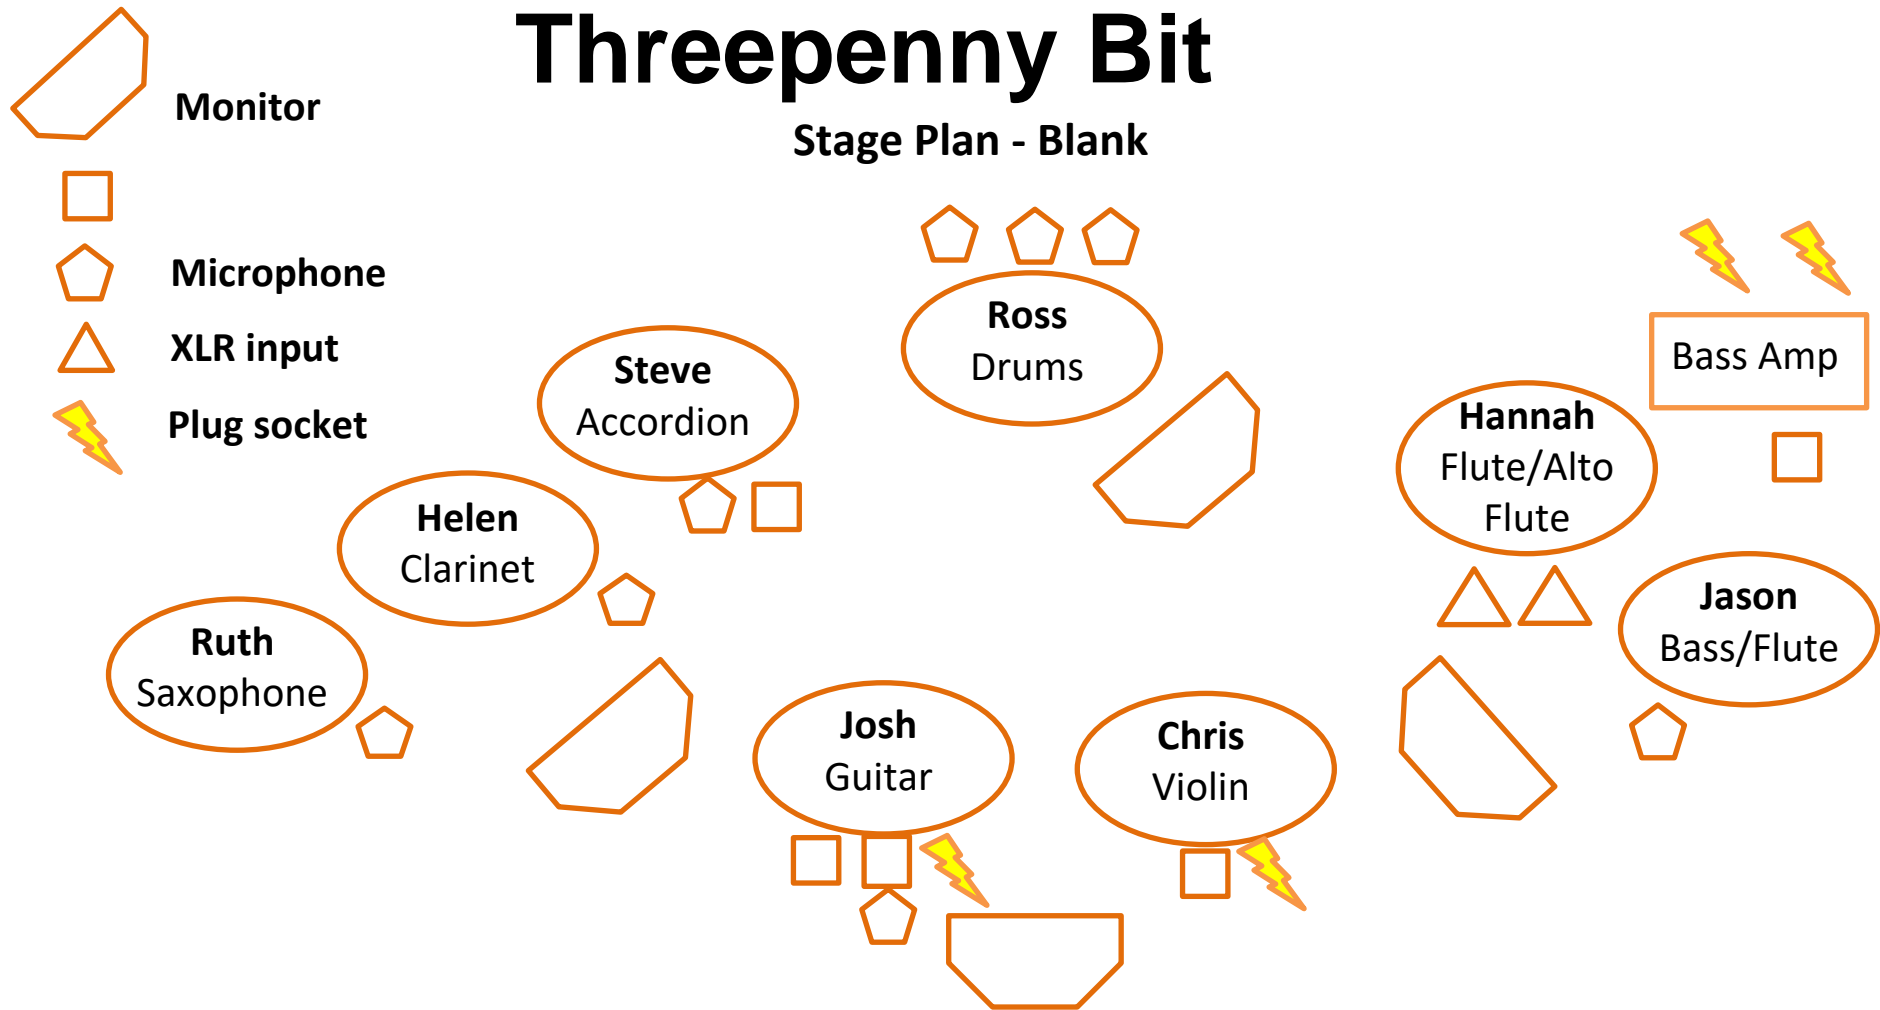 Threepenny Bit
Stage Plan - Blank
Monitor
Microphone
XLR input
Plug socket
Ross
Drums
Steve
Accordion
Bass Amp
Hannah
Flute/Alto
Flute
Helen
Clarinet
Jason
Bass/Flute
Ruth
Saxophone
Josh
Guitar
Chris
Violin